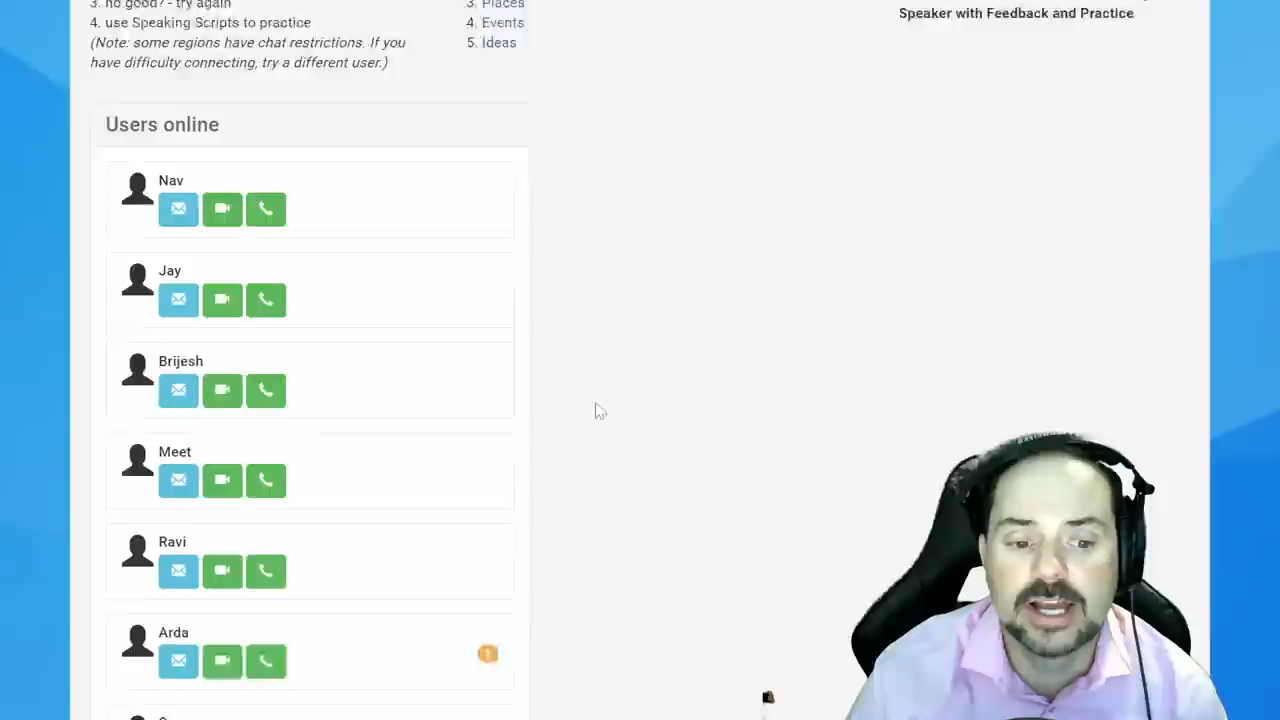 3. no good? - try again
4. use Speaking Scripts to practice
(Note: some regions have chat restrictions. If you
have difficulty connecting, try a different user.)
3. Places
4. Events
5. Ideas
Speaker with Feedback and Practice
Users online
Nav
Jay
Brijesh
Meet
Ravi
Arda
1